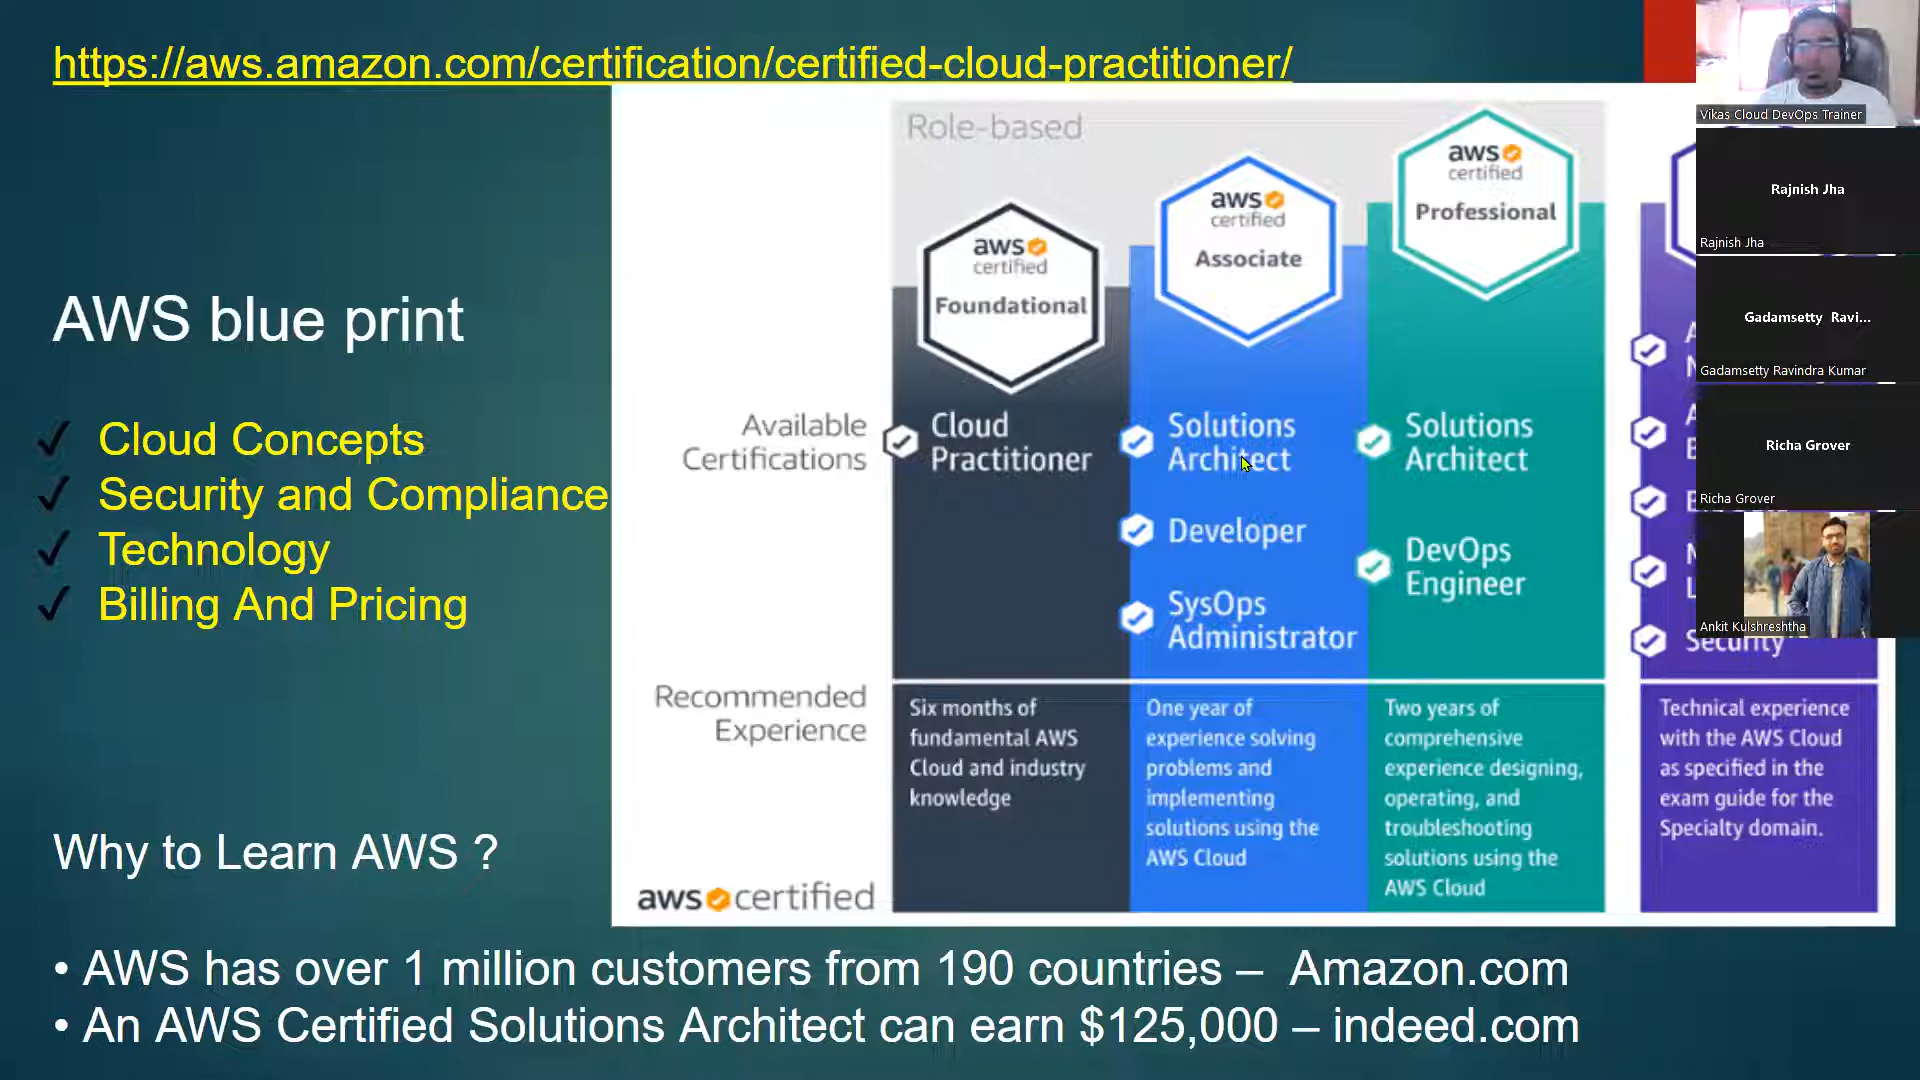 https://aws.amazon.com/certification/certified-cloud-practitioner/
AWS blue print
✓ Cloud Concepts
✓ Security and Compliance
✓ Technology
✓ Billing And Pricing
Why to Learn AWS ?
Role-based
aws certified
Foundational
aws certified
Associate
aws certified
Professional
Available
Certifications
Cloud
Practitioner
Solutions
Architect
Developer
SysOps
Administrator
Solutions
Architect
DevOps
Engineer
Security
Recommended
Experience
Six months of
fundamental AWS
Cloud and industry
knowledge
One year of
experience solving
problems and
implementing
solutions using the
AWS Cloud
Two years of
comprehensive
experience designing,
operating, and
troubleshooting
solutions using the
AWS Cloud
Technical experience
with the AWS Cloud
as specified in the
exam guide for the
Specialty domain.
aws certified
• AWS has over 1 million customers from 190 countries – Amazon.com
• An AWS Certified Solutions Architect can earn $125,000 – indeed.com
Vikas Cloud DevOps Trainer
Rajnish Jha
Rajnish Jha
Gadamsetty Ravi...
Gadamsetty Ravindra Kumar
Richa Grover
Richa Grover
Ankit Kulshreshtha